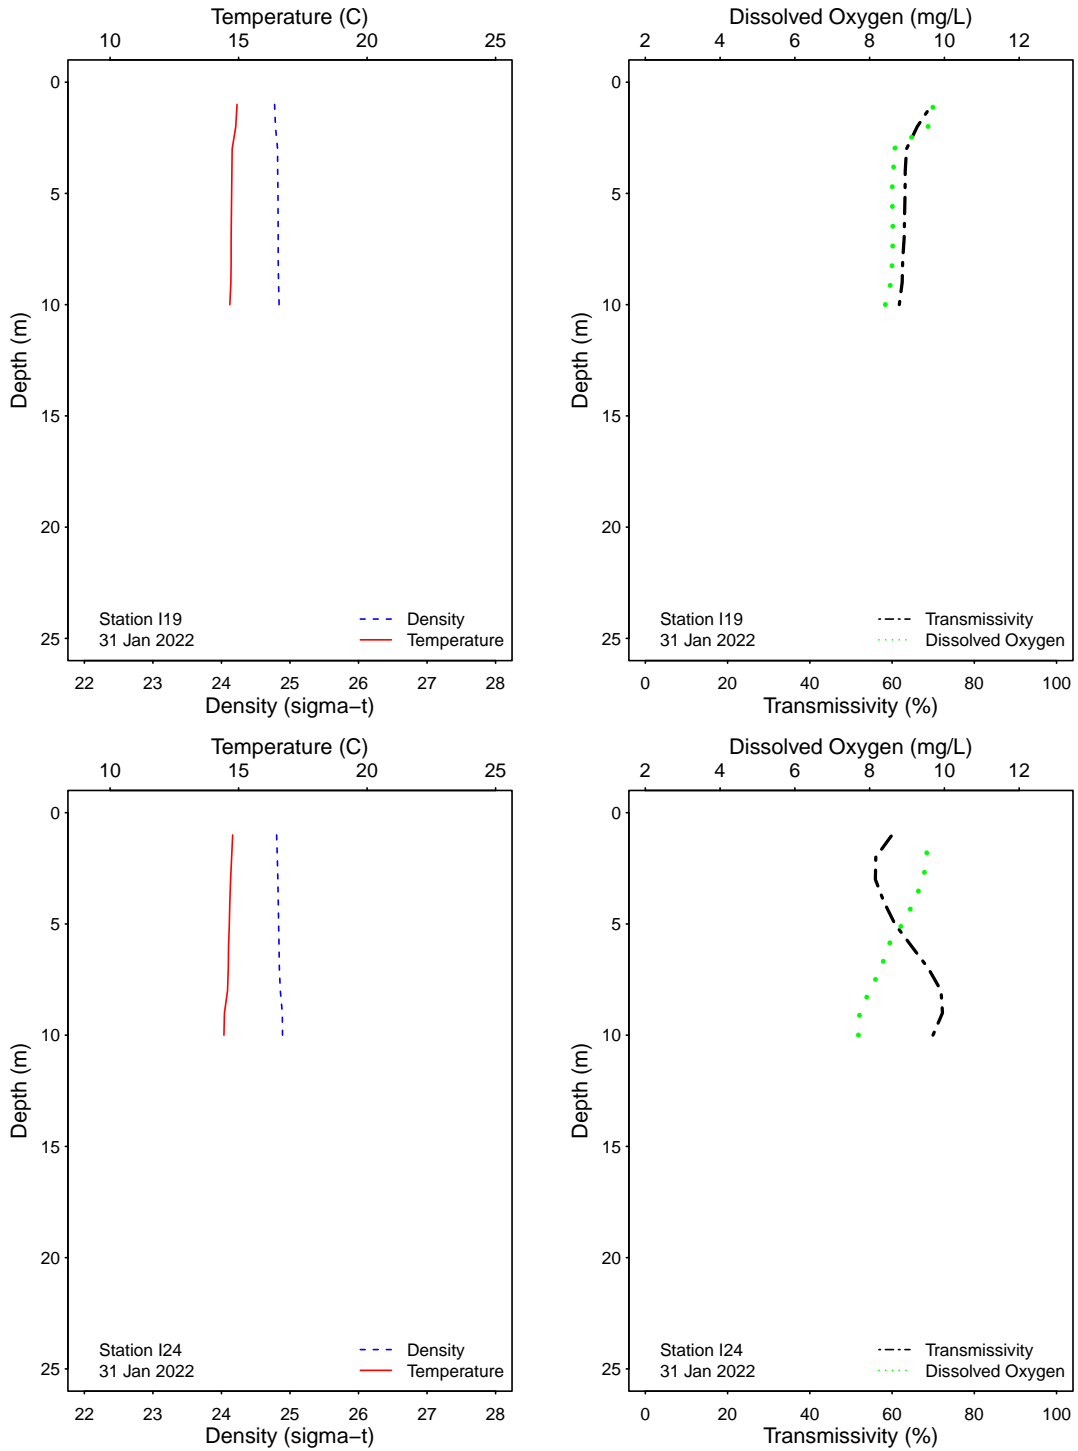 Temperature (C)
10 15 20 25
0
5
10
15
20
25
Depth (m)
Station I19
31 Jan 2022
Density
Temperature
22 23 24 25 26 27 28
Density (sigma−t)
Dissolved Oxygen (mg/L)
2 4 6 8 10 12
0
5
10
15
20
25
Depth (m)
Station I19
31 Jan 2022
Transmissivity
Dissolved Oxygen
0 20 40 60 80 100
Transmissivity (%)
Temperature (C)
10 15 20 25
0
5
10
15
20
25
Depth (m)
Station I24
31 Jan 2022
Density
Temperature
22 23 24 25 26 27 28
Density (sigma−t)
Dissolved Oxygen (mg/L)
2 4 6 8 10 12
0
5
10
15
20
25
Depth (m)
Station I24
31 Jan 2022
Transmissivity
Dissolved Oxygen
0 20 40 60 80 100
Transmissivity (%)